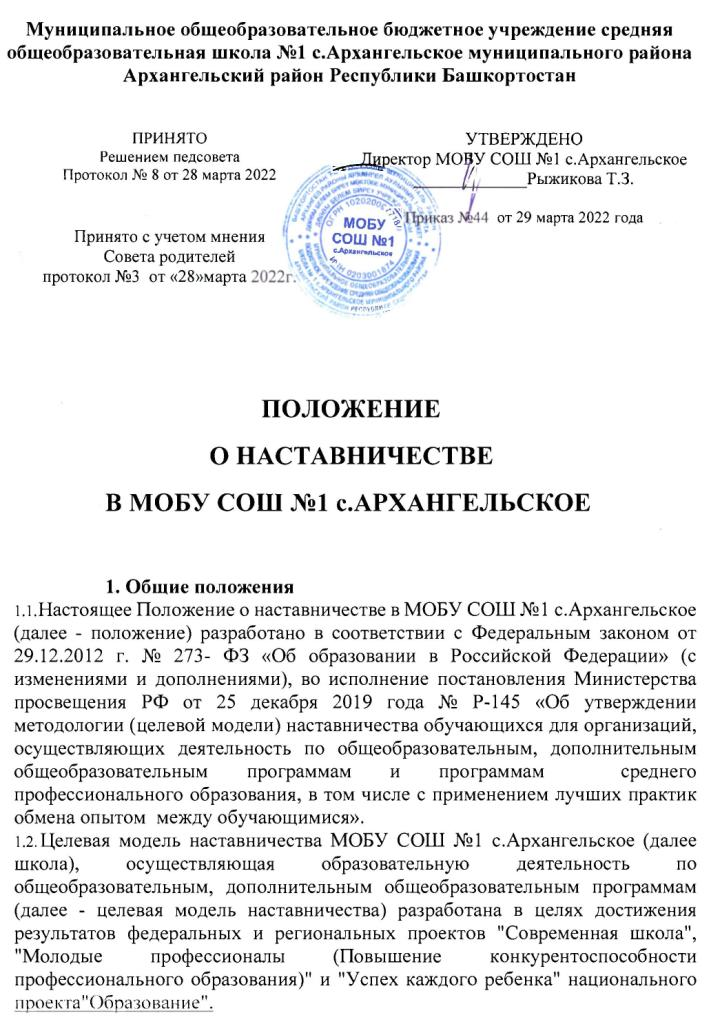 Муниципальное общеобразовательное бюджетное учреждение средняя
общеобразовательная школа №1 с.Архангельское муниципального района
Архангельский район Республики Башкортостан
ПРИНЯТО
Решением педсовета
Протокол № 8 от 28 марта 2022
Принято с учетом мнения
Совета родителей
протокол №3 от «28»марта 2022г.
УТВЕРЖДЕНО
Директор МОБУ СОШ №1 с.Архангельское
Рыжикова Т.З.
Приказ №44 от 29 марта 2022 года
МОБУ
СОШ №1
с.Архангельское
ИНН 0203001874
ПОЛОЖЕНИЕ
О НАСТАВНИЧЕСТВЕ
В МОБУ СОШ №1 с.АРХАНГЕЛЬСКОЕ
1. Общие положения
1.1.Настоящее Положение о наставничестве в МОБУ СОШ №1 с.Архангельское
(далее - положение) разработано в соответствии с Федеральным законом от
29.12.2012 г. № 273- ФЗ «Об образовании в Российской Федерации» (с
изменениями и дополнениями), во исполнение постановления Министерства
просвещения РФ от 25 декабря 2019 года № Р-145 «Об утверждении
методологии (целевой модели) наставничества обучающихся для организаций,
осуществляющих деятельность по общеобразовательным, дополнительным
общеобразовательным программам и программам среднего
профессионального образования, в том числе с применением лучших практик
обмена опытом между обучающимися».
1.2. Целевая модель наставничества МОБУ СОШ №1 с.Архангельское (далее
школа), осуществляющая образовательную деятельность по
общеобразовательным, дополнительным общеобразовательным программам
(далее - целевая модель наставничества) разработана в целях достижения
результатов федеральных и региональных проектов "Современная школа",
"Молодые профессионалы (Повышение конкурентоспособности
профессионального образования)" и "Успех каждого ребенка" национального
проекта"Образование".